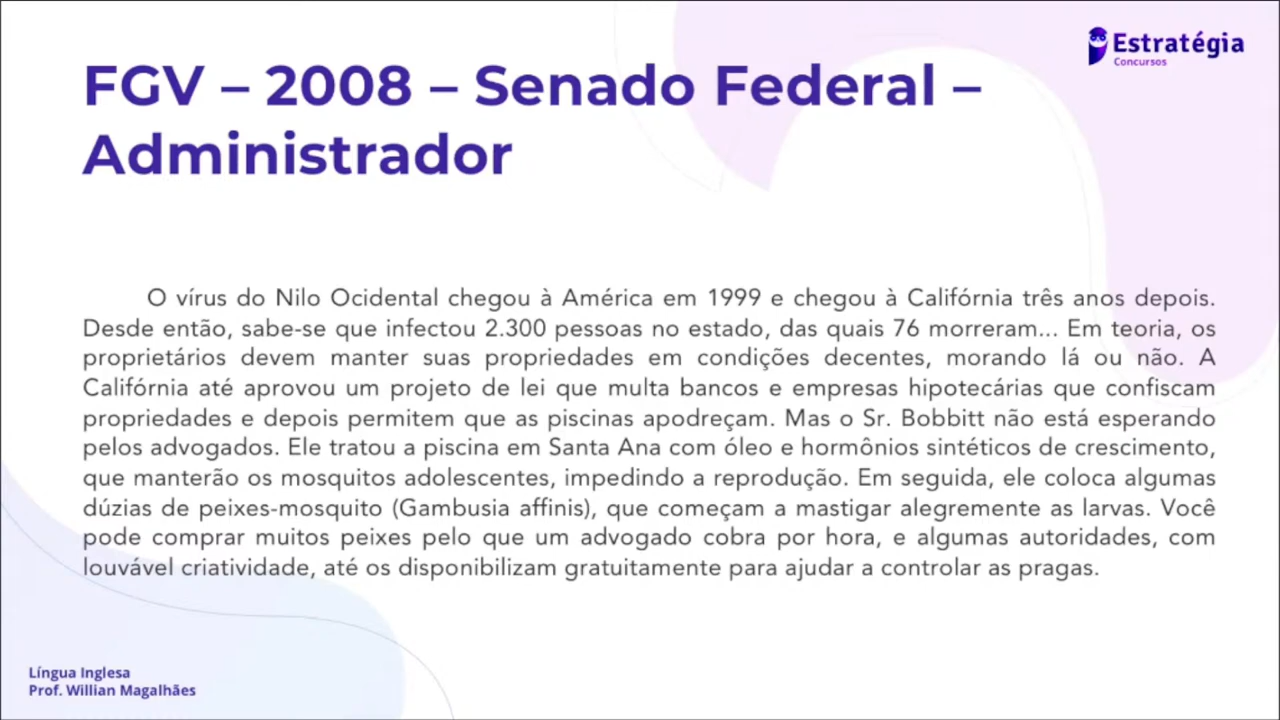 Estratégia
Concursos
FGV – 2008 – Senado Federal –
Administrador
O vírus do Nilo Ocidental chegou à América em 1999 e chegou à Califórnia três anos depois.
Desde então, sabe-se que infectou 2.300 pessoas no estado, das quais 76 morreram... Em teoria, os
proprietários devem manter suas propriedades em condições decentes, morando lá ou não. A
Califórnia até aprovou um projeto de lei que multa bancos e empresas hipotecárias que confiscam
propriedades e depois permitem que as piscinas apodreçam. Mas o Sr. Bobbitt não está esperando
pelos advogados. Ele tratou a piscina em Santa Ana com óleo e hormônios sintéticos de crescimento,
que manterão os mosquitos adolescentes, impedindo a reprodução. Em seguida, ele coloca algumas
dúzias de peixes-mosquito (Gambusia affinis), que começam a mastigar alegremente as larvas. Você
pode comprar muitos peixes pelo que um advogado cobra por hora, e algumas autoridades, com
louvável criatividade, até os disponibilizam gratuitamente para ajudar a controlar as pragas.
Língua Inglesa
Prof. Willian Magalhães